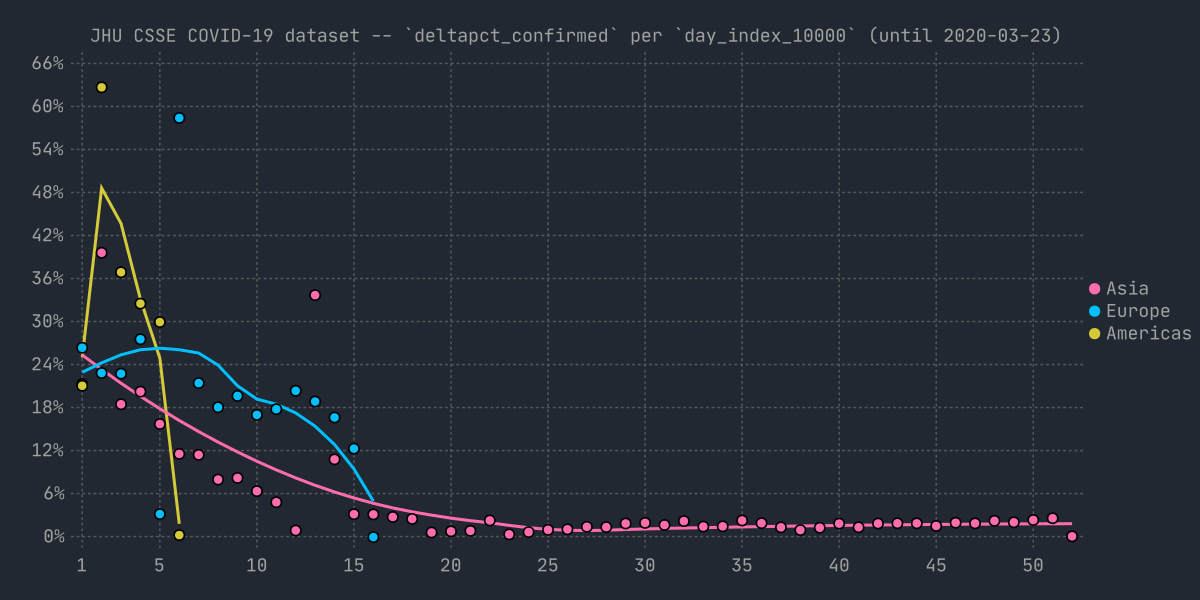 JHU CSSE COVID-19 dataset -- `deltapct_confirmed` per `day_index_10000` (until 2020-03-23)
66%
60%
54%
48%
42%
36%
30%
24%
18%
12%
6%
0%
1 5 10 15 20 25 30 35 40 45 50
Asia
Europe
Americas